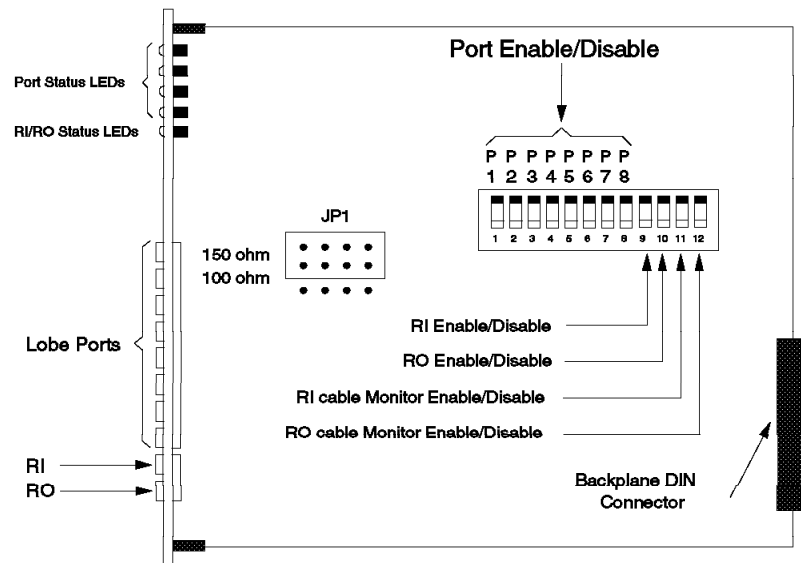 Port Enable/Disable
Port Status LEDs
RI/RO Status LEDs
P P P P P P P P
1 2 3 4 5 6 7 8
1 2 3 4 5 6 7 8 9 10 11 12
JP1
150 ohm
100 ohm
RI Enable/Disable
RO Enable/Disable
RI cable Monitor Enable/Disable
RO cable Monitor Enable/Disable
Lobe Ports
RI
RO
Backplane DIN
Connector